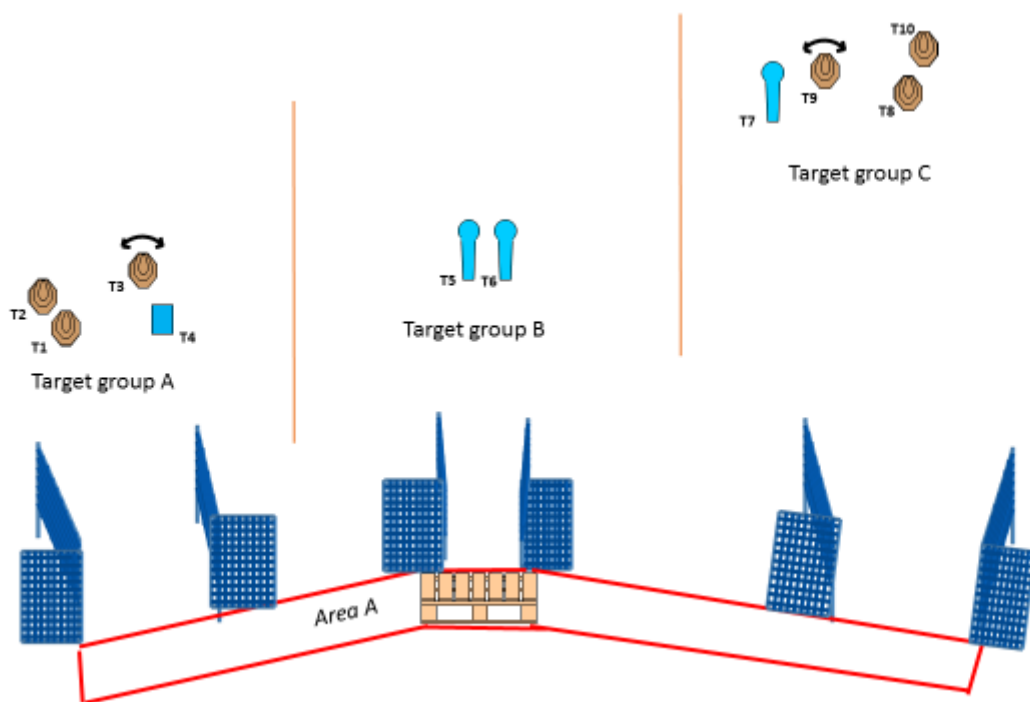 T10
T9
T8
T7
Target group C
T3
T5
T6
T2
T1
T4
Target group B
Target group A
Area A